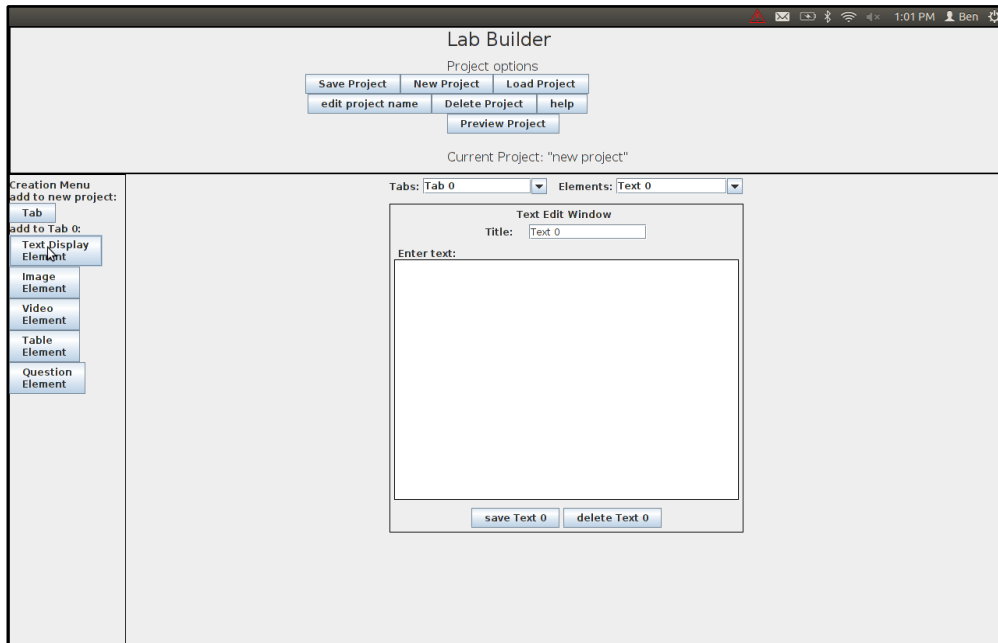 1:01 PM Ben
Lab Builder
Project options
Save Project New Project Load Project
edit project name Delete Project help
Preview Project
Current Project: "new project"
Creation Menu
add to new project:
Tab
add to Tab 0:
Text Display
Element
Image
Element
Video
Element
Table
Element
Question
Element
Tabs: Tab 0 Elements: Text 0
Text Edit Window
Title: Text 0
Enter text:
save Text 0 delete Text 0